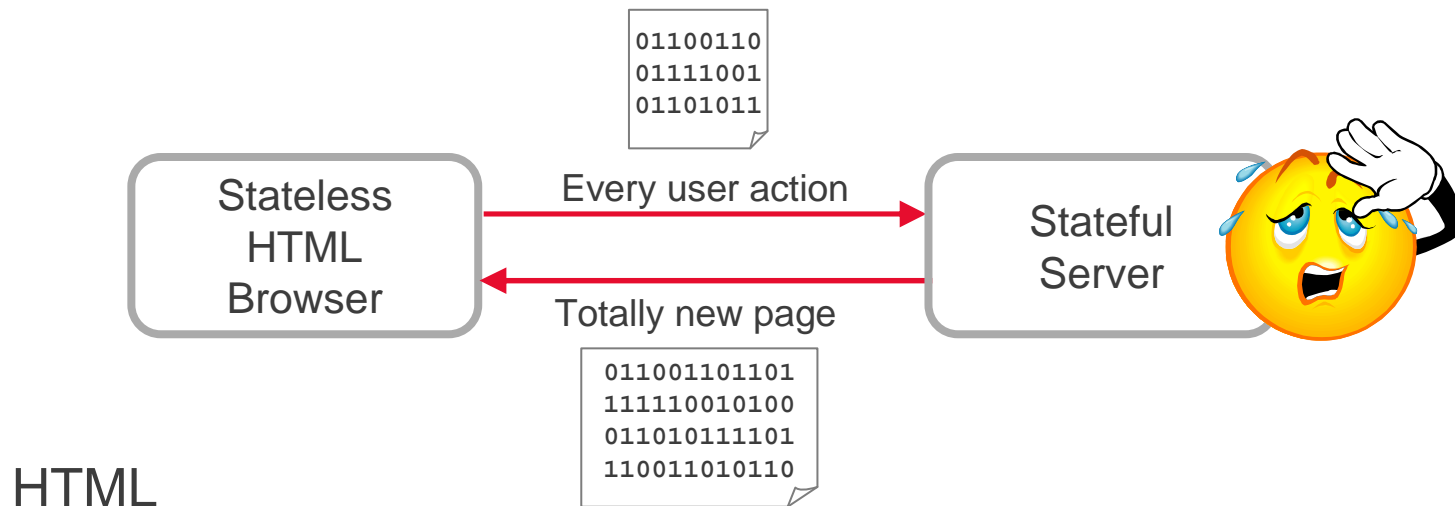 01100110
01111001
01101011
Every user action
Stateless
HTML
Browser
Stateful
Server
Totally new page
011001101101
111110010100
011010111101
110011010110
HTML